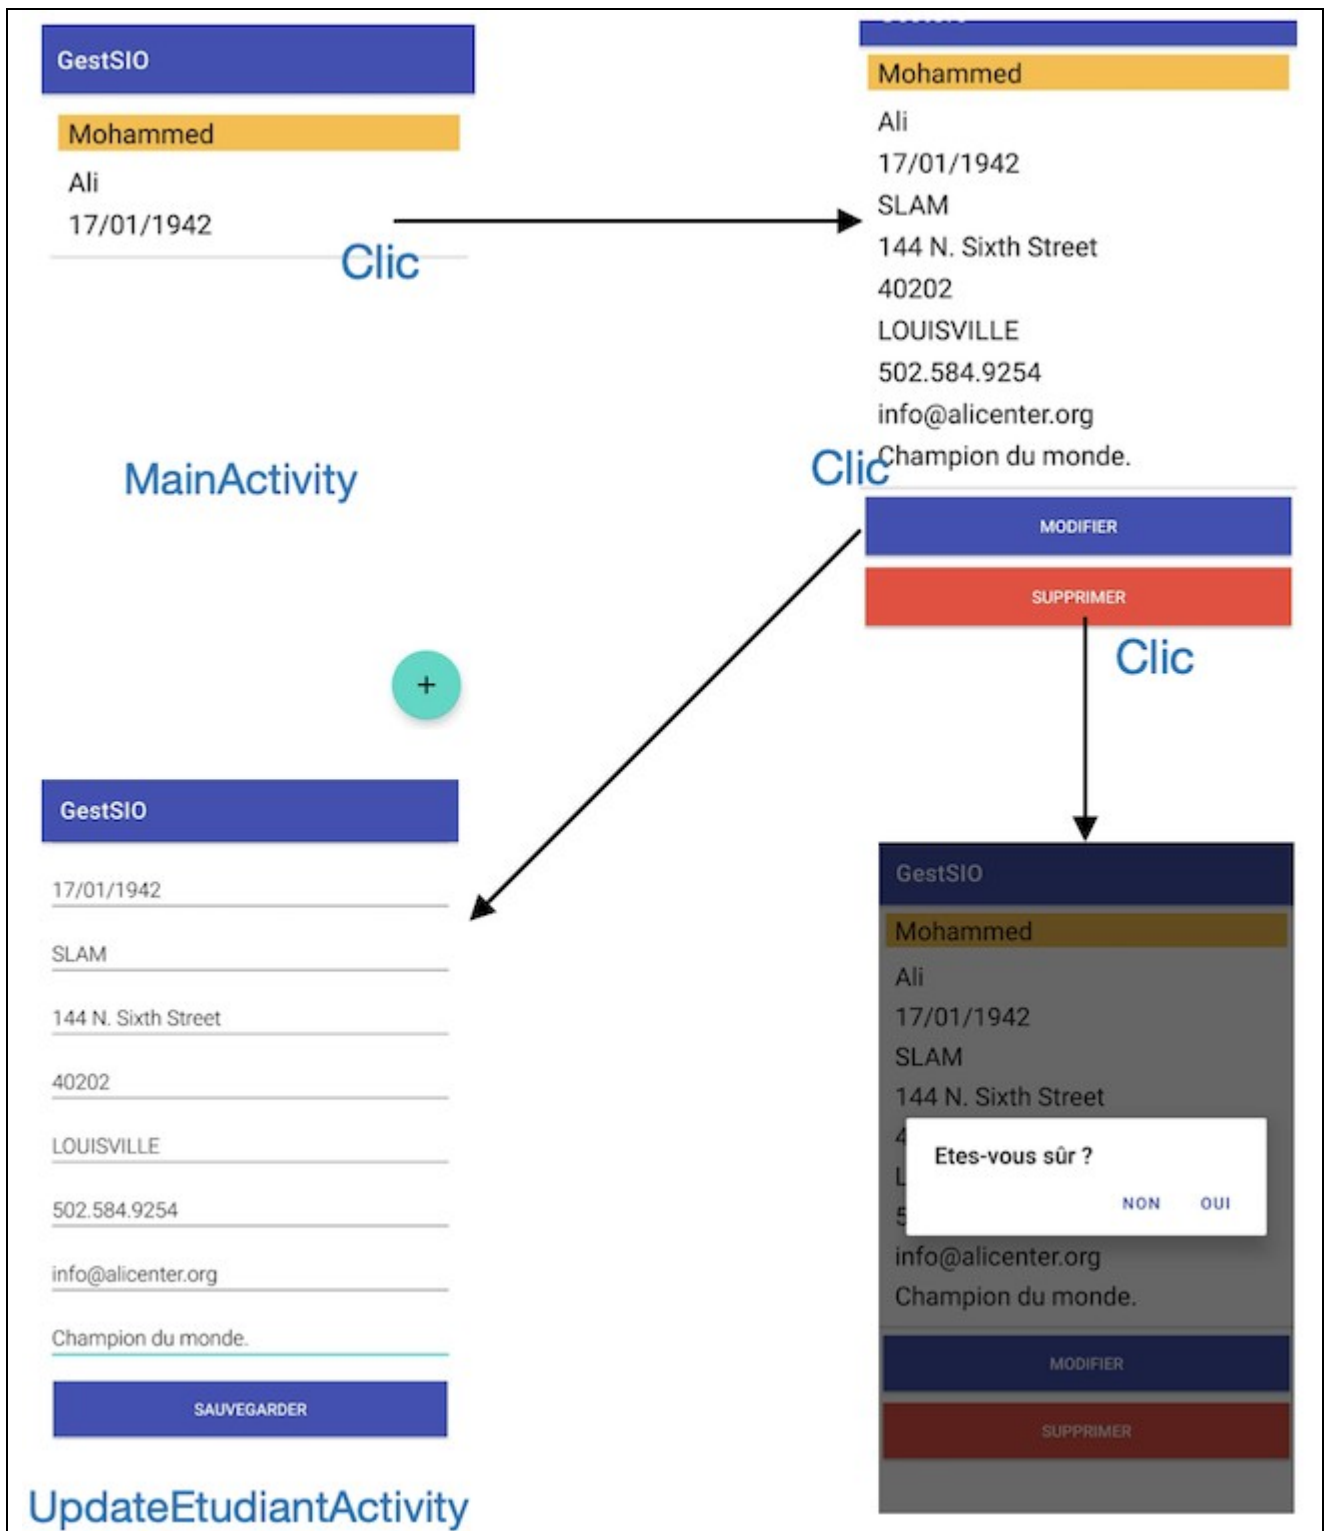 GestSIO
Mohammed
Ali
17/01/1942
Clic
MainActivity
+
Mohammed
Ali
17/01/1942
SLAM
144 N. Sixth Street
40202
LOUISVILLE
502.584.9254
info@alicenter.org
Champion du monde.
Clic
MODIFIER
SUPPRIMER
Clic
GestSIO
17/01/1942
SLAM
144 N. Sixth Street
40202
LOUISVILLE
502.584.9254
info@alicenter.org
Champion du monde.
SAUVEGARDER
UpdateEtudiantActivity
GestSIO
Mohammed
Ali
17/01/1942
SLAM
144 N. Sixth Street
4
Etes-vous sûr ?
L
NON OUI
5
info@alicenter.org
Champion du monde.
MODIFIER
SUPPRIMER